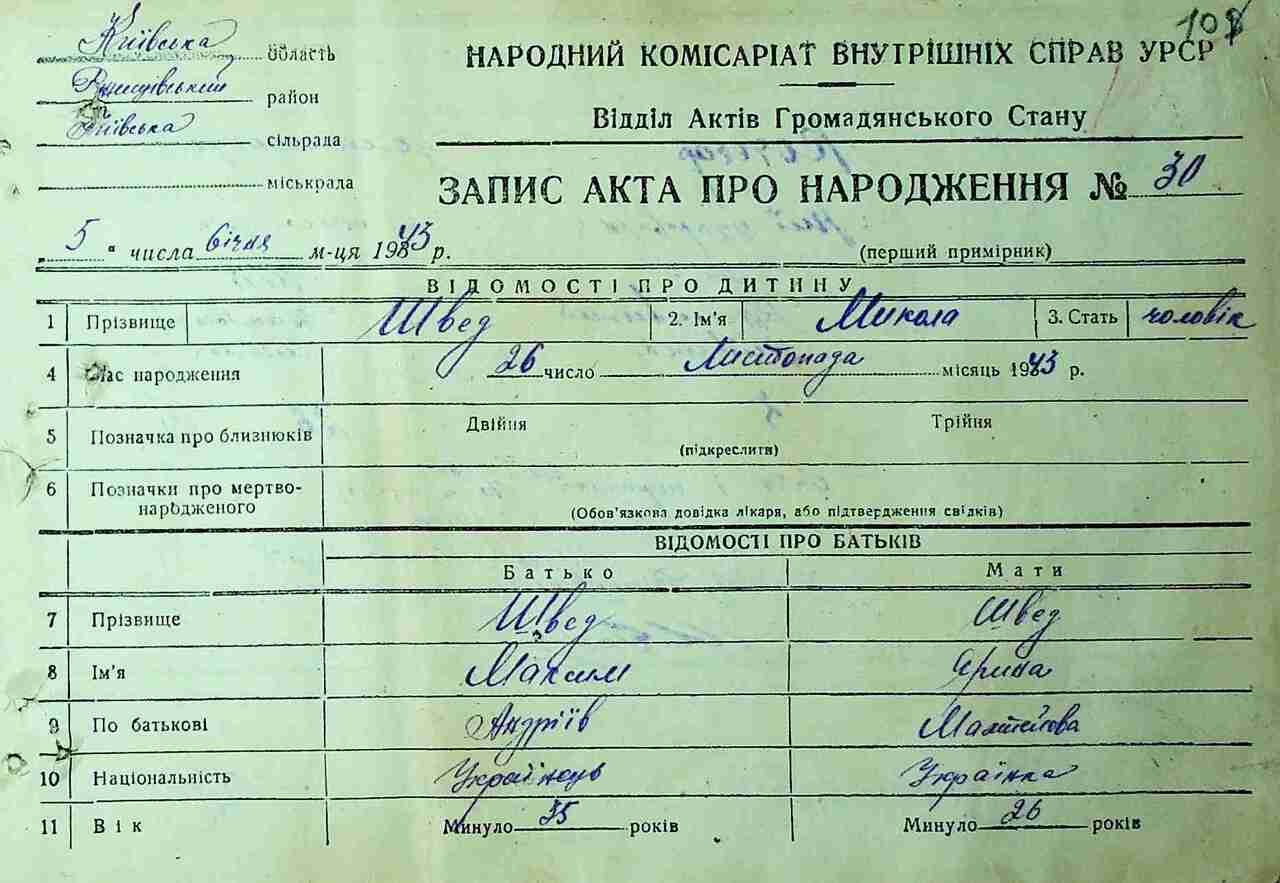 108
Київська область
район
сільрада
міськрада
НАРОДНИЙ КОМІСАРІАТ ВНУТРІШНІХ СПРАВ УРСР
Відділ Актів Громадянського Стану
ЗАПИС АКТА ПРО НАРОДЖЕННЯ № 30
5 " числа січня м-ця 1943 р.
(перший примірник)
ВІДОМОСТІ ПРО ДИТИНУ
1 Прізвище Швед 2. Ім'я Микола 3. Стать чоловік
4 Час народження 26 число Листопада місяць 1943 р.
5 Позначка про близнюків Двійня Трійня
(підкреслити)
6 Позначки про мертво-
народженого (Обов'язкова довідка лікаря, або підтвердження свідків)
ВІДОМОСТІ ПРО БАТЬКІВ
Батько Мати
7 Прізвище Швед Швед
8 Ім'я Максим Ярина
9 По батькові Андріїв Матвійова
10 Національність Українець Українка
11 Вік Минуло 35 років Минуло 26 років